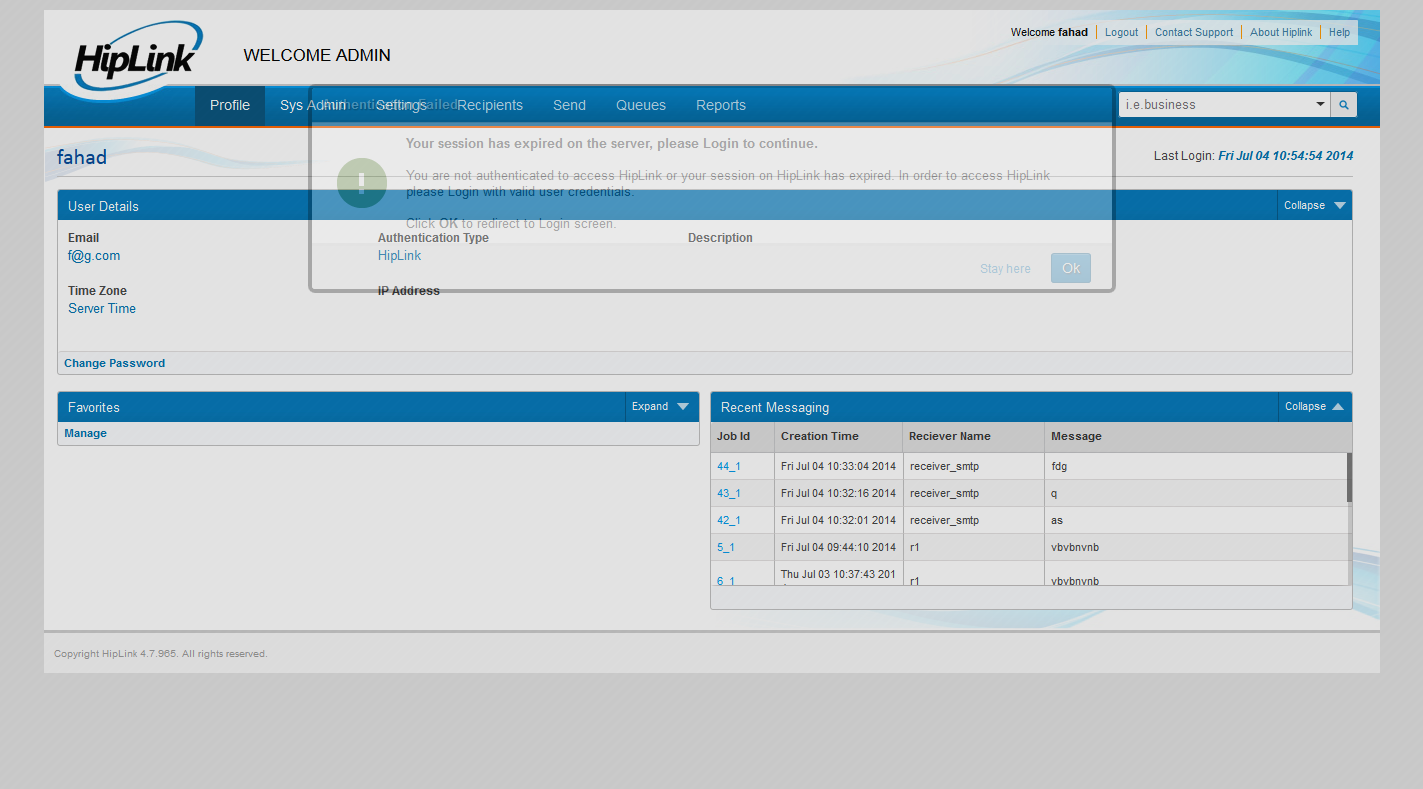 HipLink
WELCOME ADMIN
Welcome fahad Logout Contact Support About Hiplink Help
Profile Sys Admin Settings Recipients Send Queues Reports
i.e.business
Authentication Failed
fahad
Last Login: Fri Jul 04 10:54:54 2014
Your session has expired on the server, please Login to continue.
You are not authenticated to access HipLink or your session on HipLink has expired. In order to access HipLink
please Login with valid user credentials.
Click OK to redirect to Login screen.
Stay here Ok
User Details Collapse
Email Authentication Type Description
f@g.com HipLink
Time Zone IP Address
Server Time
Change Password
Favorites Expand
Manage
Recent Messaging Collapse
Job Id Creation Time Reciever Name Message
44_1 Fri Jul 04 10:33:04 2014 receiver_smtp fdg
43_1 Fri Jul 04 10:32:16 2014 receiver_smtp q
42_1 Fri Jul 04 10:32:01 2014 receiver_smtp as
5_1 Fri Jul 04 09:44:10 2014 r1 vbvbnvnb
6_1 Thu Jul 03 10:37:43 201 r1 vbvbnvnb
Copyright HipLink 4.7.965. All rights reserved.